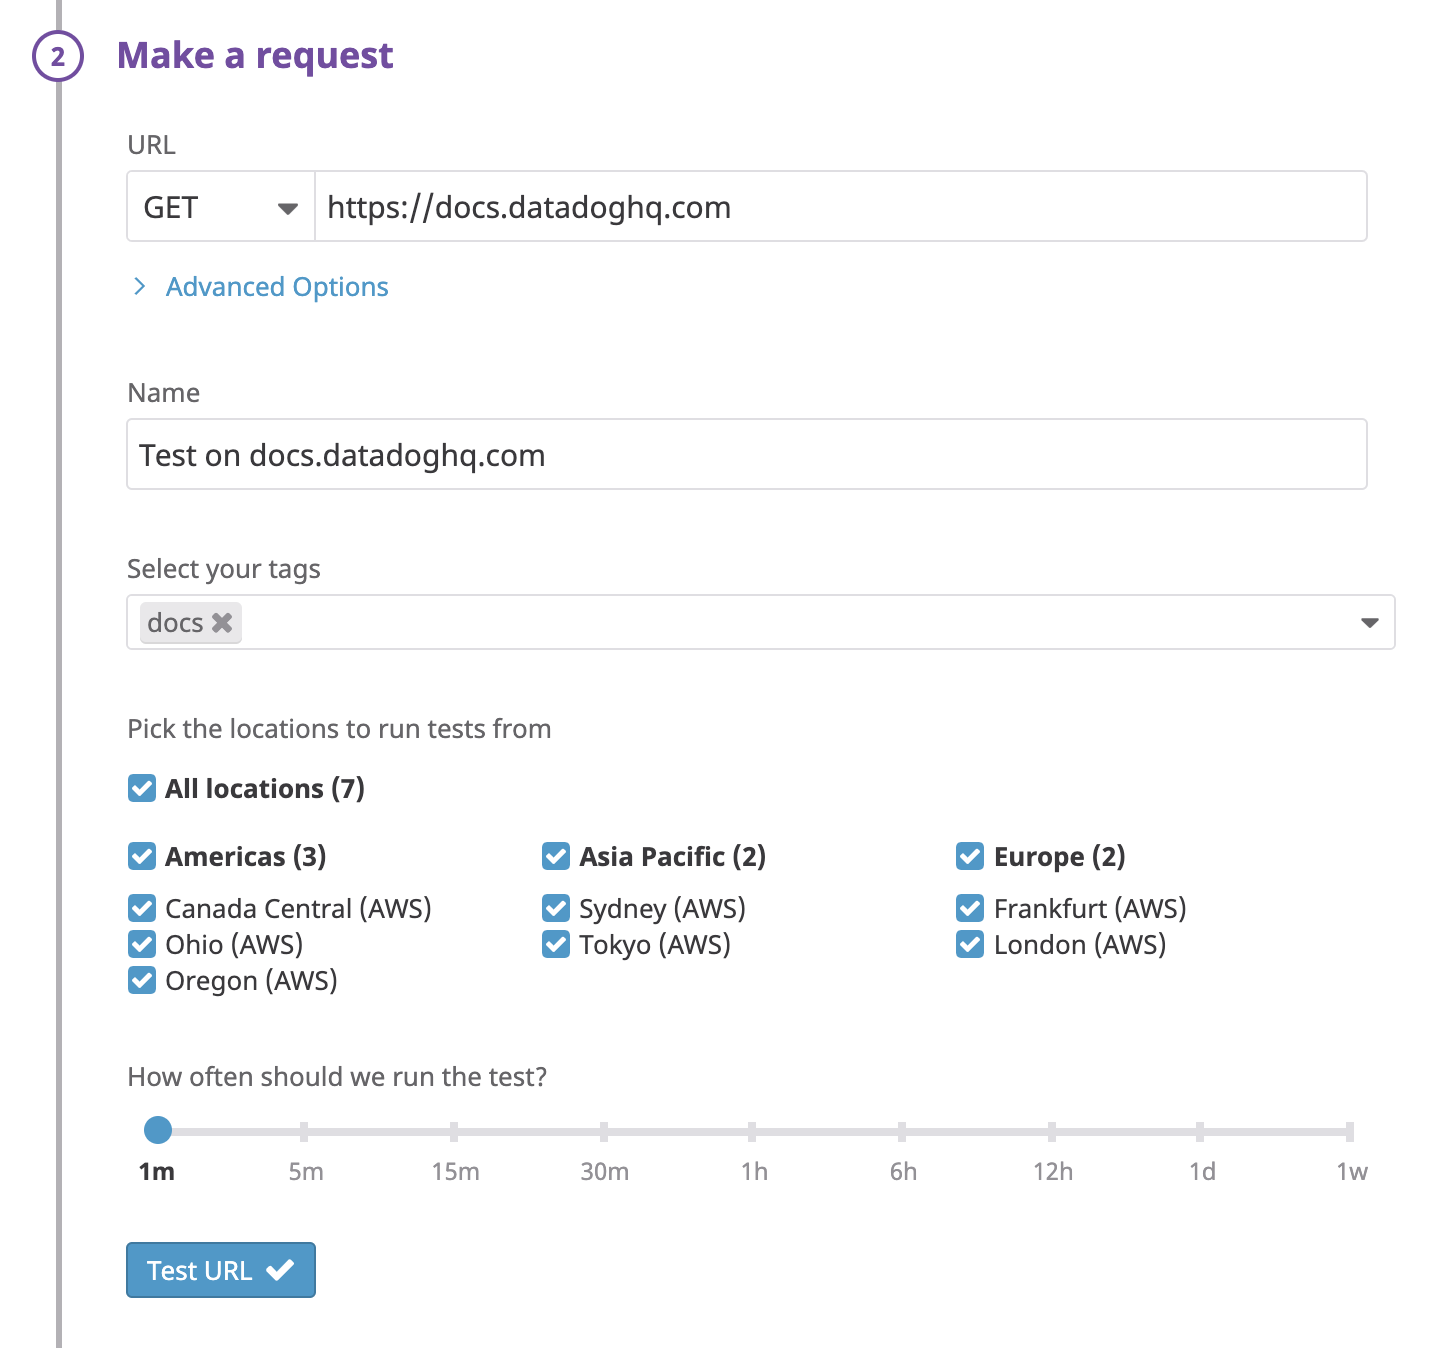 2 Make a request
URL
GET https://docs.datadoghq.com
Advanced Options
Name
Test on docs.datadoghq.com
Select your tags
docs
Pick the locations to run tests from
All locations (7)
Americas (3) Asia Pacific (2) Europe (2)
Canada Central (AWS) Sydney (AWS) Frankfurt (AWS)
Ohio (AWS) Tokyo (AWS) London (AWS)
Oregon (AWS)
How often should we run the test?
1m 5m 15m 30m 1h 6h 12h 1d 1w
Test URL